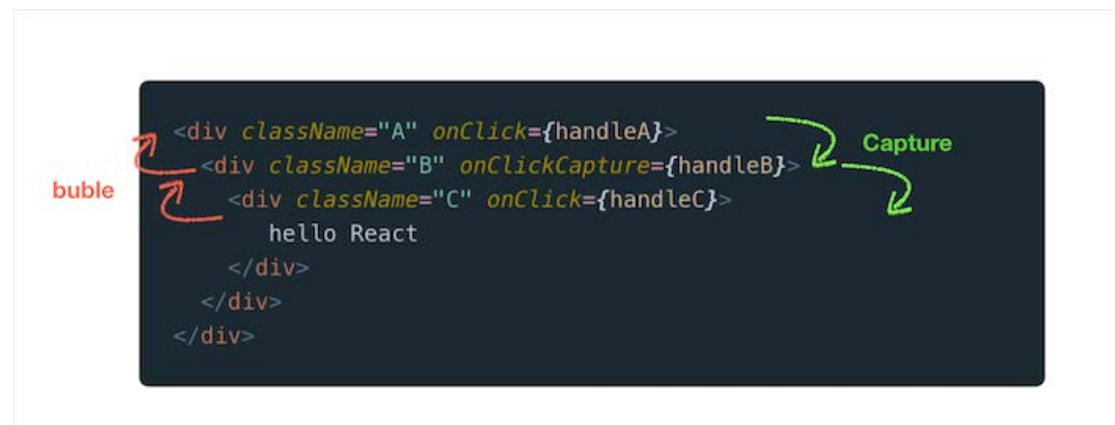 <div className="A" onClick={handleA}>
Capture
<div className="B" onClickCapture={handleB}>
buble
<div className="C" onClick={handleC}>
hello React
</div>
</div>
</div>